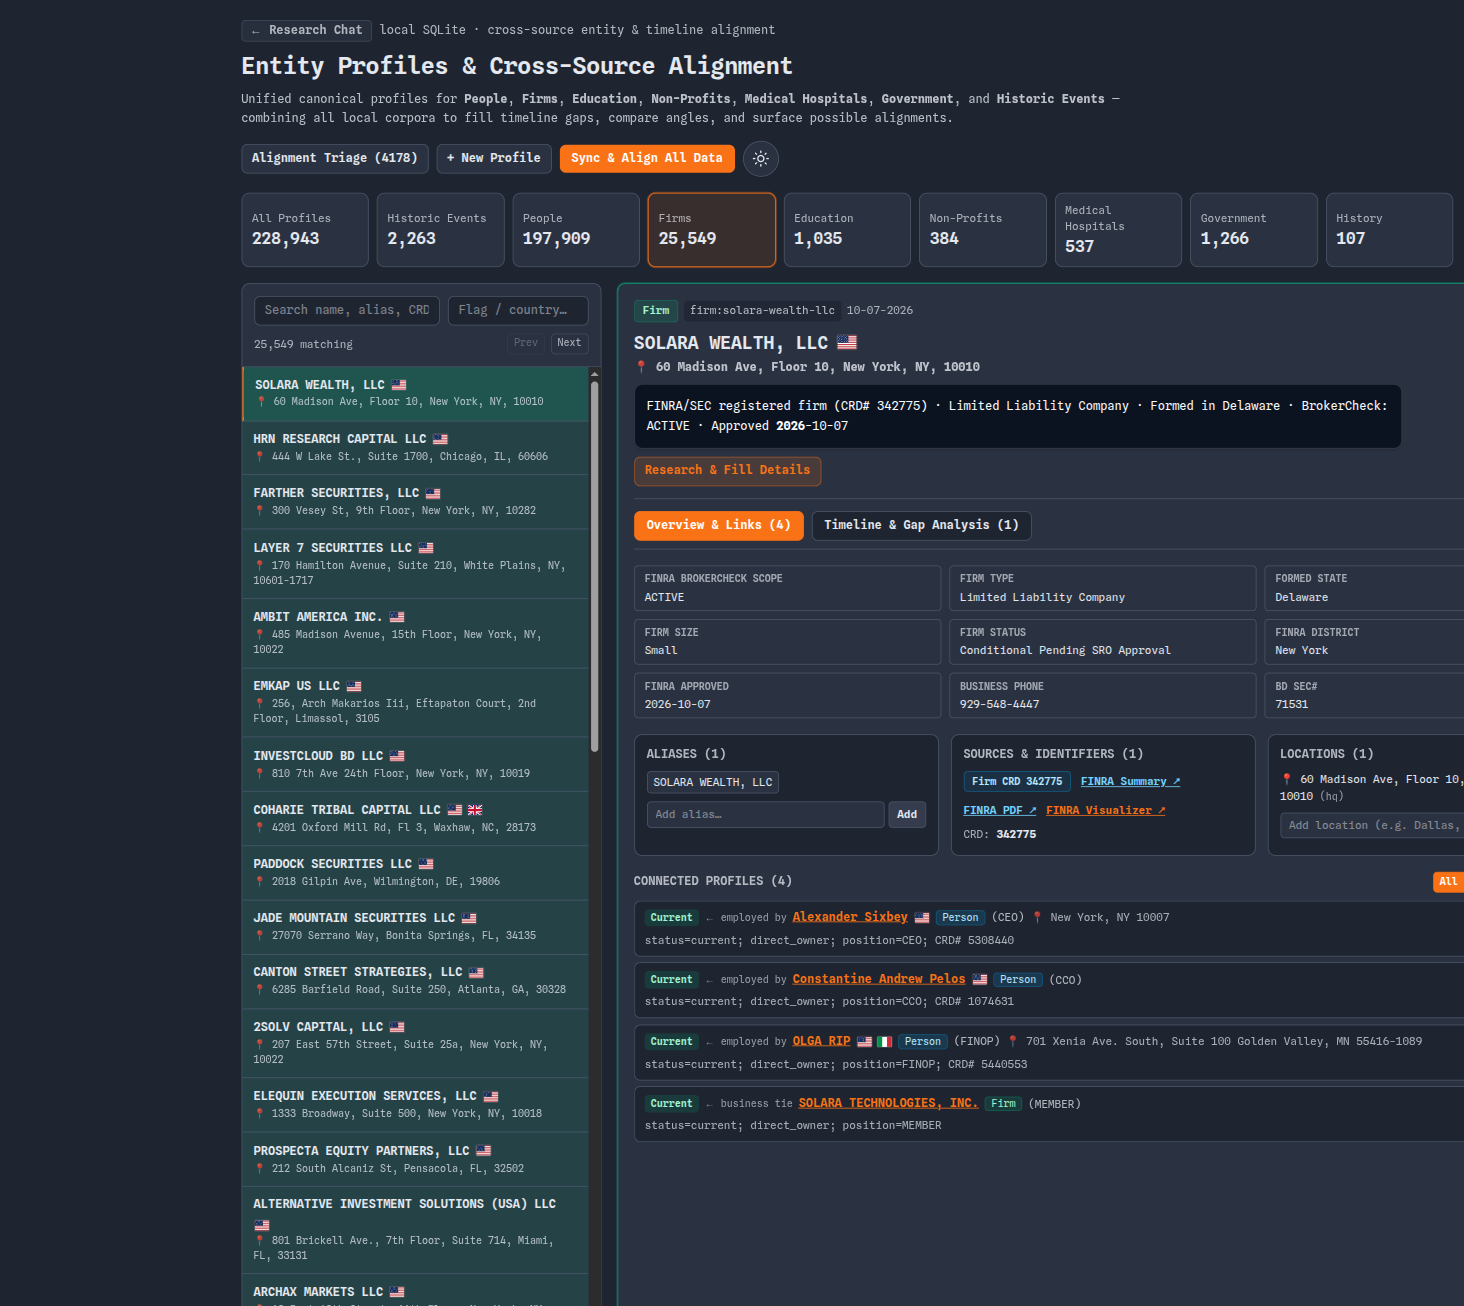 ← Research Chat local SQLite · cross-source entity & timeline alignment
Entity Profiles & Cross-Source Alignment
Unified canonical profiles for People, Firms, Education, Non-Profits, Medical Hospitals, Government, and Historic Events —
combining all local corpora to fill timeline gaps, compare angles, and surface possible alignments.
Alignment Triage (4178) + New Profile Sync & Align All Data
All Profiles
228,943
Historic Events
2,263
People
197,909
Firms
25,549
Education
1,035
Non-Profits
384
Medical
Hospitals
537
Government
1,266
History
107
Search name, alias, CRD Flag / country…
25,549 matching Prev Next
SOLARA WEALTH, LLC
60 Madison Ave, Floor 10, New York, NY, 10010
HRN RESEARCH CAPITAL LLC
444 W Lake St., Suite 1700, Chicago, IL, 60606
FARTHER SECURITIES, LLC
300 Vesey St, 9th Floor, New York, NY, 10282
LAYER 7 SECURITIES LLC
170 Hamilton Avenue, Suite 210, White Plains, NY,
10601-1717
AMBIT AMERICA INC.
485 Madison Avenue, 15th Floor, New York, NY,
10022
EMKAP US LLC
256, Arch Makarios Iii, Eftapaton Court, 2nd
Floor, Limassol, 3105
INVESTCLOUD BD LLC
810 7th Ave 24th Floor, New York, NY, 10019
COHARIE TRIBAL CAPITAL LLC
4201 Oxford Mill Rd, Fl 3, Waxhaw, NC, 28173
PADDOCK SECURITIES LLC
2018 Gilpin Ave, Wilmington, DE, 19806
JADE MOUNTAIN SECURITIES LLC
27070 Serrano Way, Bonita Springs, FL, 34135
CANTON STREET STRATEGIES, LLC
6285 Barfield Road, Suite 250, Atlanta, GA, 30328
2SOLV CAPITAL, LLC
207 East 57th Street, Suite 25a, New York, NY,
10022
ELEQUIN EXECUTION SERVICES, LLC
1333 Broadway, Suite 500, New York, NY, 10018
PROSPECTA EQUITY PARTNERS, LLC
212 South Alcaniz St, Pensacola, FL, 32502
ALTERNATIVE INVESTMENT SOLUTIONS (USA) LLC
801 Brickell Ave., 7th Floor, Suite 714, Miami,
FL, 33131
ARCHAX MARKETS LLC
Firm firm:solara-wealth-llc 10-07-2026
SOLARA WEALTH, LLC
60 Madison Ave, Floor 10, New York, NY, 10010
FINRA/SEC registered firm (CRD# 342775) · Limited Liability Company · Formed in Delaware · BrokerCheck:
ACTIVE · Approved 2026-10-07
Research & Fill Details
Overview & Links (4) Timeline & Gap Analysis (1)
FINRA BROKERCHECK SCOPE
ACTIVE
FIRM TYPE
Limited Liability Company
FORMED STATE
Delaware
FIRM SIZE
Small
FIRM STATUS
Conditional Pending SRO Approval
FINRA DISTRICT
New York
FINRA APPROVED
2026-10-07
BUSINESS PHONE
929-548-4447
BD SEC#
71531
ALIASES (1)
SOLARA WEALTH, LLC
Add alias… Add
SOURCES & IDENTIFIERS (1)
Firm CRD 342775 FINRA Summary ↗
FINRA PDF ↗ FINRA Visualizer ↗
CRD: 342775
LOCATIONS (1)
60 Madison Ave, Floor 10,
10010 (hq)
Add location (e.g. Dallas,
CONNECTED PROFILES (4) All
Current ← employed by Alexander Sixbey Person (CEO) New York, NY 10007
status=current; direct_owner; position=CEO; CRD# 5308440
Current ← employed by Constantine Andrew Pelos Person (CCO)
status=current; direct_owner; position=CCO; CRD# 1074631
Current ← employed by OLGA RIP Person (FINOP) 701 Xenia Ave. South, Suite 100 Golden Valley, MN 55416-1089
status=current; direct_owner; position=FINOP; CRD# 5440553
Current ← business tie SOLARA TECHNOLOGIES, INC. Firm (MEMBER)
status=current; direct_owner; position=MEMBER